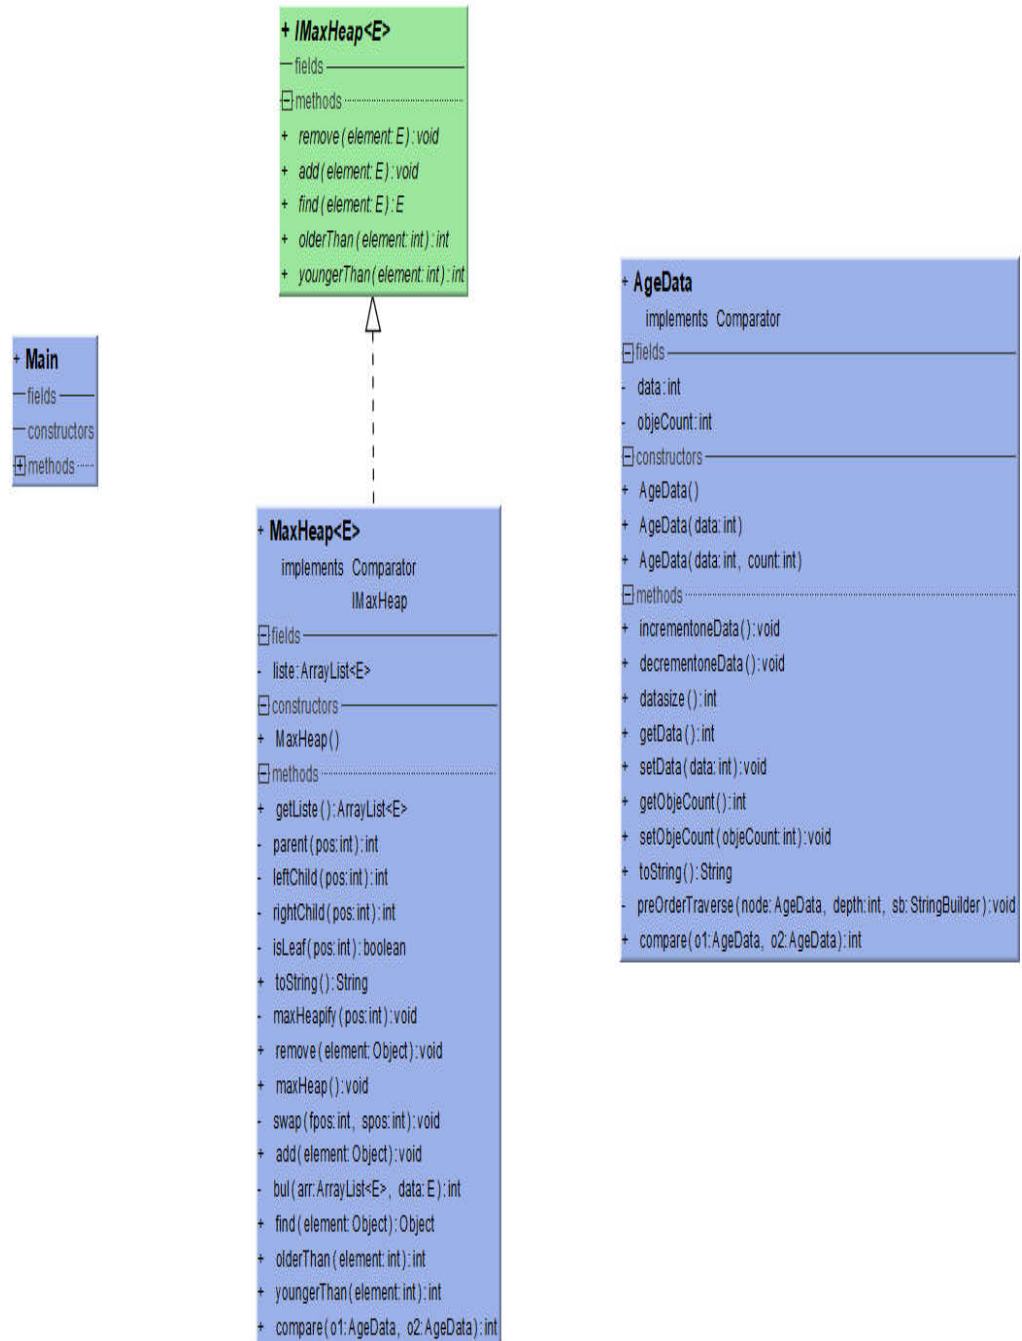 + IMaxHeap<E>
fields
methods
+ remove(element: E): void
+ add(element: E): void
+ find(element: E): E
+ olderThan(element: int): int
+ youngerThan(element: int): int
+ Main
fields
constructors
methods
+ MaxHeap<E>
implements Comparator
IMaxHeap
fields
- liste: ArrayList<E>
constructors
+ MaxHeap()
methods
+ getListe(): ArrayList<E>
- parent(pos: int): int
- leftChild(pos: int): int
- rightChild(pos: int): int
- isLeaf(pos: int): boolean
+ toString(): String
- maxHeapify(pos: int): void
+ remove(element: Object): void
+ maxHeap(): void
- swap(fpos: int, spos: int): void
+ add(element: Object): void
- bul(arr: ArrayList<E>, data: E): int
+ find(element: Object): Object
+ olderThan(element: int): int
+ youngerThan(element: int): int
+ compare(o1: AgeData, o2: AgeData): int
+ AgeData
implements Comparator
fields
- data: int
- objeCount: int
constructors
+ AgeData()
+ AgeData(data: int)
+ AgeData(data: int, count: int)
methods
+ incrementoneData(): void
+ decrementoneData(): void
+ datasize(): int
+ getData(): int
+ setData(data: int): void
+ getObjeCount(): int
+ setObjeCount(objeCount: int): void
+ toString(): String
- preOrderTraverse(node: AgeData, depth: int, sb: StringBuilder): void
+ compare(o1: AgeData, o2: AgeData): int